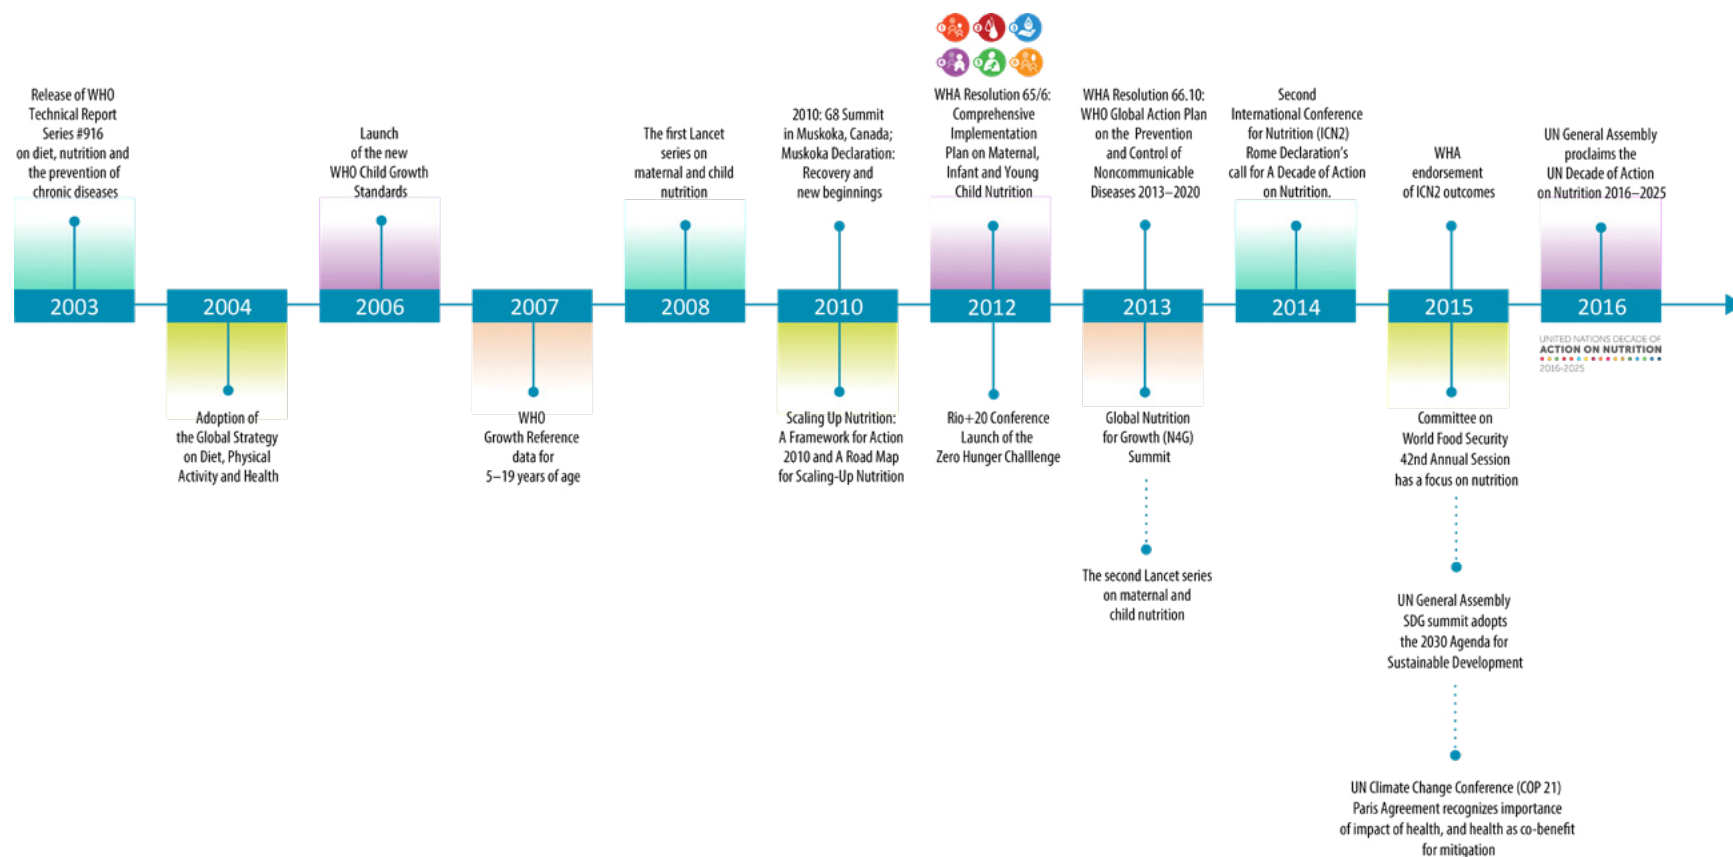 Release of WHO
Technical Report
Series #916
on diet, nutrition and
the prevention of
chronic diseases
2003
2004
Adoption of
the Global Strategy
on Diet, Physical
Activity and Health
Launch
of the new
WHO Child Growth
Standards
2006
2007
WHO
Growth Reference
data for
5–19 years of age
The first Lancet
series on
maternal and child
nutrition
2008
2010: G8 Summit
in Muskoka, Canada;
Muskoka Declaration:
Recovery and
new beginnings
2010
Scaling Up Nutrition:
A Framework for Action
2010 and A Road Map
for Scaling-Up Nutrition
1 2 3
4 5 6
WHA Resolution 65/6:
Comprehensive
Implementation
Plan on Maternal,
Infant and Young
Child Nutrition
2012
Rio+20 Conference
Launch of the
Zero Hunger Challlenge
WHA Resolution 66.10:
WHO Global Action Plan
on the Prevention
and Control of
Noncommunicable
Diseases 2013–2020
2013
Global Nutrition
for Growth (N4G)
Summit
The second Lancet series
on maternal and
child nutrition
Second
International Conference
for Nutrition (ICN2)
Rome Declaration's
call for A Decade of Action
on Nutrition.
2014
WHA
endorsement
of ICN2 outcomes
2015
Committee on
World Food Security
42nd Annual Session
has a focus on nutrition
UN General Assembly
SDG summit adopts
the 2030 Agenda for
Sustainable Development
UN Climate Change Conference (COP 21)
Paris Agreement recognizes importance
of impact of health, and health as co-benefit
for mitigation
UN General Assembly
proclaims the
UN Decade of Action
on Nutrition 2016–2025
2016
UNITED NATIONS DECADE OF
ACTION ON NUTRITION
2016-2025